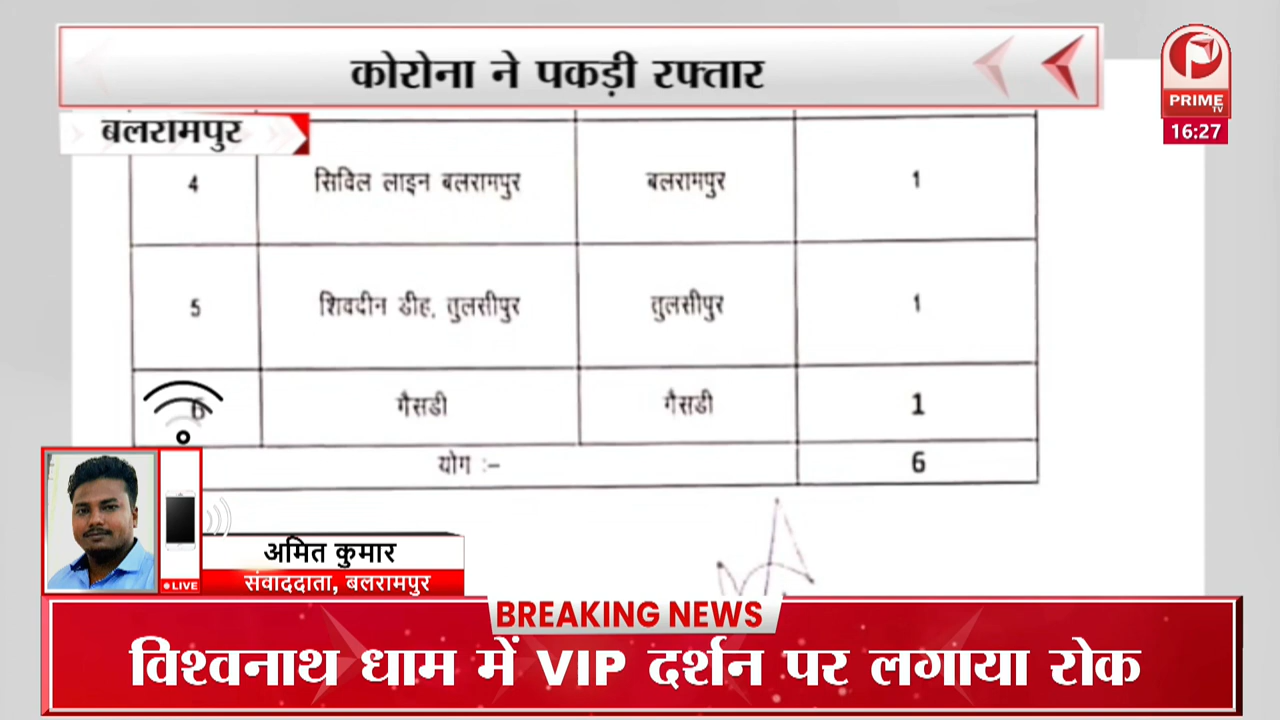 कोरोना ने पकड़ी रफ्तार
PRIME
TV
16:27
बलरामपुर
4 सिविल लाइन बलरामपुर बलरामपुर 1
5 शिवदीन डीह, तुलसीपुर तुलसीपुर 1
6 गैसडी गैसडी 1
योग :– 6
LIVE
अमित कुमार
संवाददाता, बलरामपुर
BREAKING NEWS
विश्वनाथ धाम में VIP दर्शन पर लगाया रोक